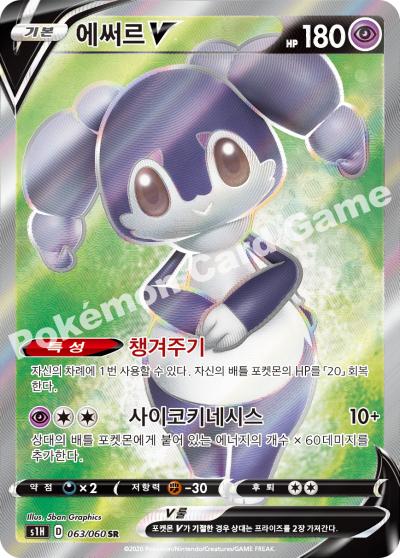 기본 에써르 V HP 180
Pokémon Card Game
특성 챙겨주기
자신의 차례에 1번 사용할 수 있다. 자신의 배틀 포켓몬의 HP를 「20」 회복
한다.
사이코키네시스 10+
상대의 배틀 포켓몬에게 붙어 있는 에너지의 개수 × 60데미지를
추가한다.
약점 ×2 저항력 -30 후퇴
Illus. 5ban Graphics
V룰
s1H D 063/060 SR
포켓몬 V가 기절한 경우 상대는 프라이즈를 2장 가져간다.
©2020 Pokémon/Nintendo/Creatures/GAME FREAK.